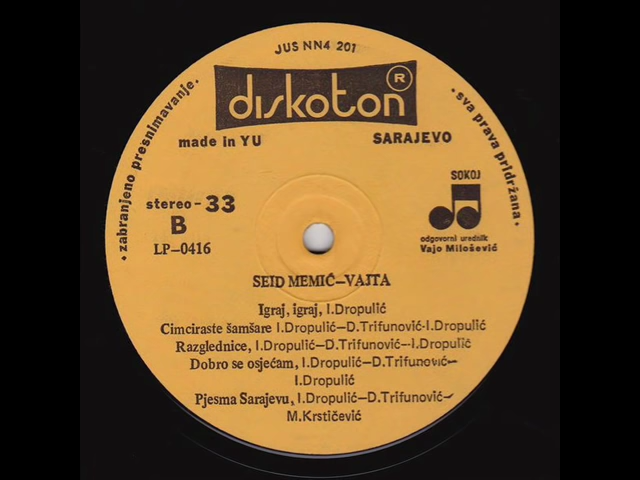 JUS NN4 201
diskoton ®
• zabranjeno presnimavanje.
• sva prava pridržana •
made in YU
SARAJEVO
stereo - 33
B
LP-0416
SOKOJ
odgovorni urednik
Vajo Milošević
SEID MEMIĆ-VAJTA
Igraj, igraj, I.Dropulić
Cimciraste šamšare I.Dropulić-D.Trifunović-I.Dropulić
Razglednice, I.Dropulić-D.Trifunović--I.Dropulić
Dobro se osjećam, I.Dropulić-D.Trifunović-
I.Dropulić
Pjesma Sarajevu, I.Dropulić-D.Trifunović-
M.Krstičević